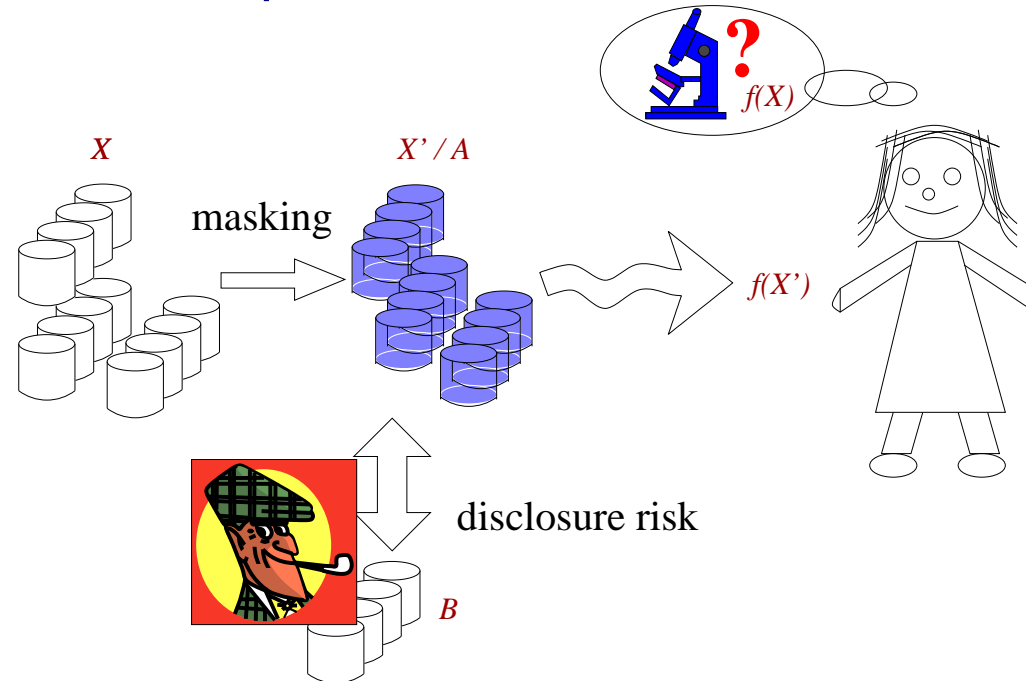 ?
f(X)
X
X' / A
masking
f(X')
disclosure risk
B